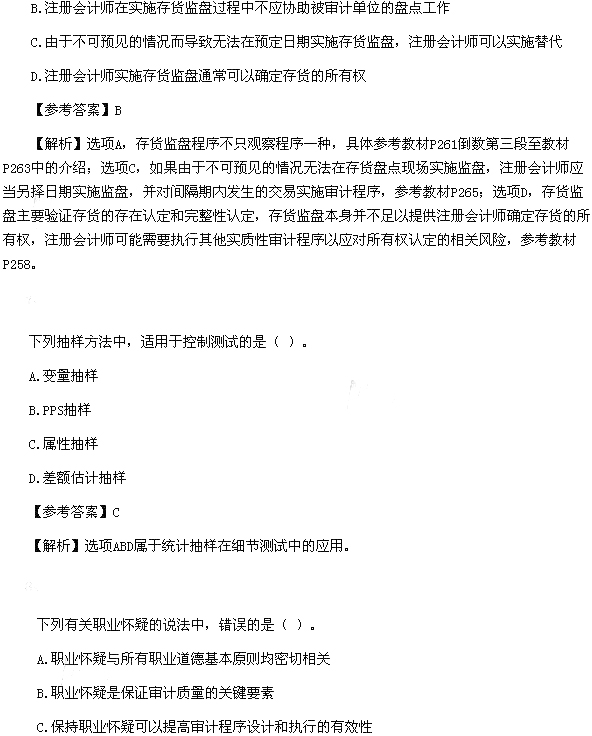 B.注册会计师在实施存货监盘过程中不应协助被审计单位的盘点工作
C.由于不可预见的情况而导致无法在预定日期实施存货监盘，注册会计师可以实施替代
D.注册会计师实施存货监盘通常可以确定存货的所有权
【参考答案】B
【解析】选项A，存货监盘程序不只观察程序一种，具体参考教材P261倒数第三段至教材
P263中的介绍；选项C，如果由于不可预见的情况无法在存货盘点现场实施监盘，注册会计师应
当另择日期实施监盘，并对间隔期内发生的交易实施审计程序，参考教材P265；选项D，存货监
盘主要验证存货的存在认定和完整性认定，存货监盘本身并不足以提供注册会计师确定存货的所
有权，注册会计师可能需要执行其他实质性审计程序以应对所有权认定的相关风险，参考教材
P258。
下列抽样方法中，适用于控制测试的是（ ）。
A.变量抽样
B.PPS抽样
C.属性抽样
D.差额估计抽样
【参考答案】C
【解析】选项ABD属于统计抽样在细节测试中的应用。
下列有关职业怀疑的说法中，错误的是（ ）。
A.职业怀疑与所有职业道德基本原则均密切相关
B.职业怀疑是保证审计质量的关键要素
C.保持职业怀疑可以提高审计程序设计和执行的有效性